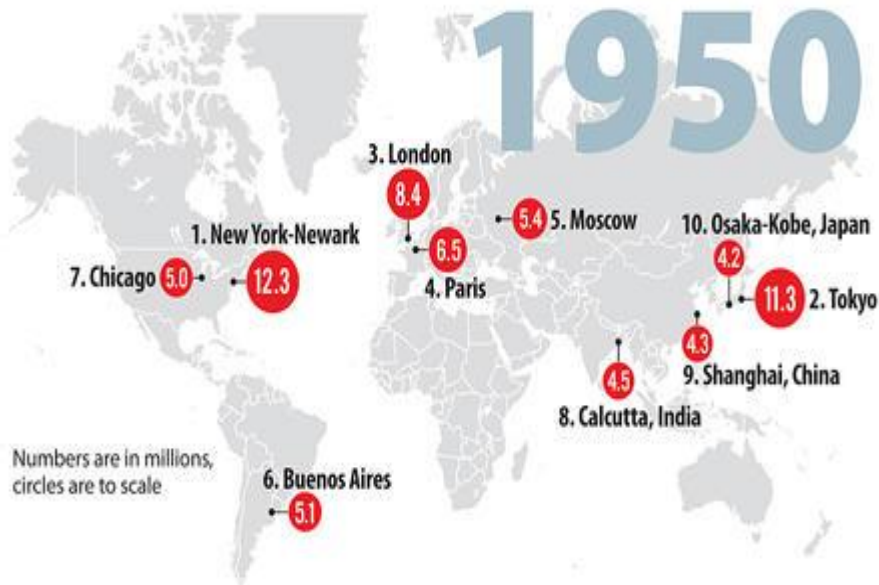 1950
3. London
8.4
1. New York-Newark
12.3
7. Chicago 5.0
6.5
4. Paris
5.4 5. Moscow
10. Osaka-Kobe, Japan
4.2
11.3 2. Tokyo
4.3
9. Shanghai, China
4.5
8. Calcutta, India
Numbers are in millions,
circles are to scale
6. Buenos Aires
5.1